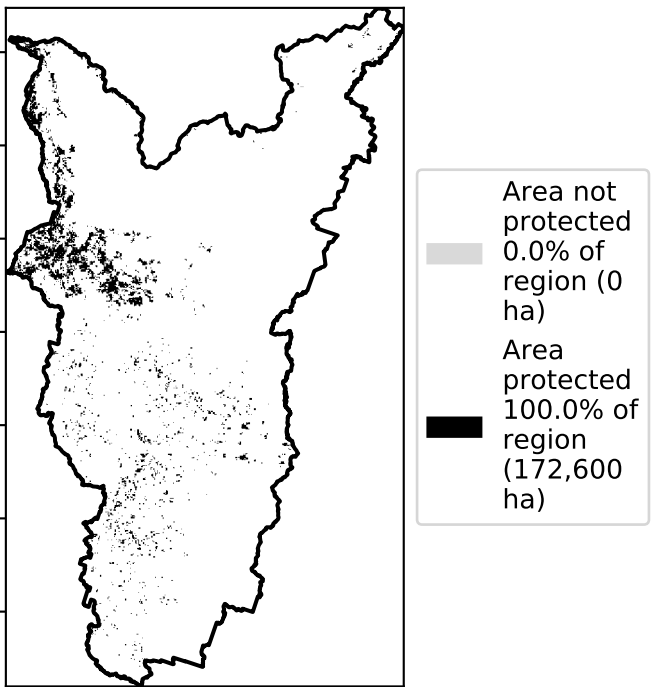 Area not
protected
0.0% of
region (0
ha)
Area
protected
100.0% of
region
(172,600
ha)